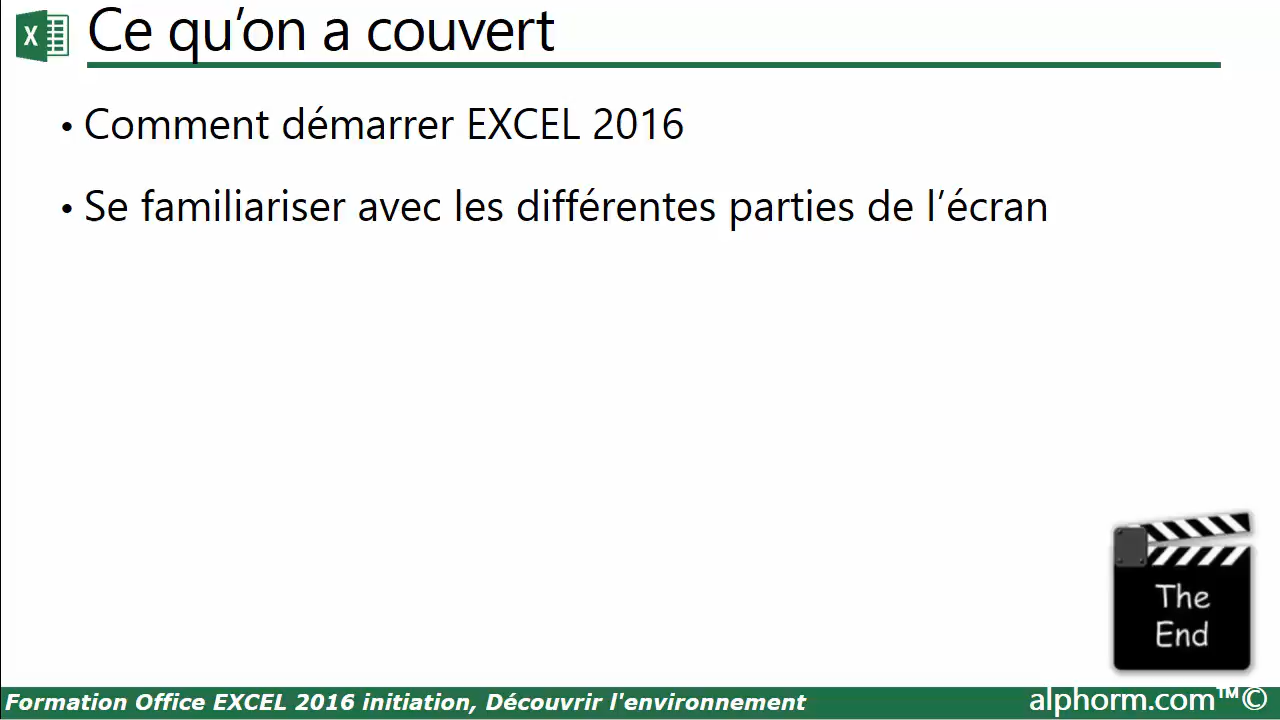 X
Ce qu’on a couvert
• Comment démarrer EXCEL 2016
• Se familiariser avec les différentes parties de l’écran
The
End
Formation Office EXCEL 2016 initiation, Découvrir l'environnement
alphorm.com™©